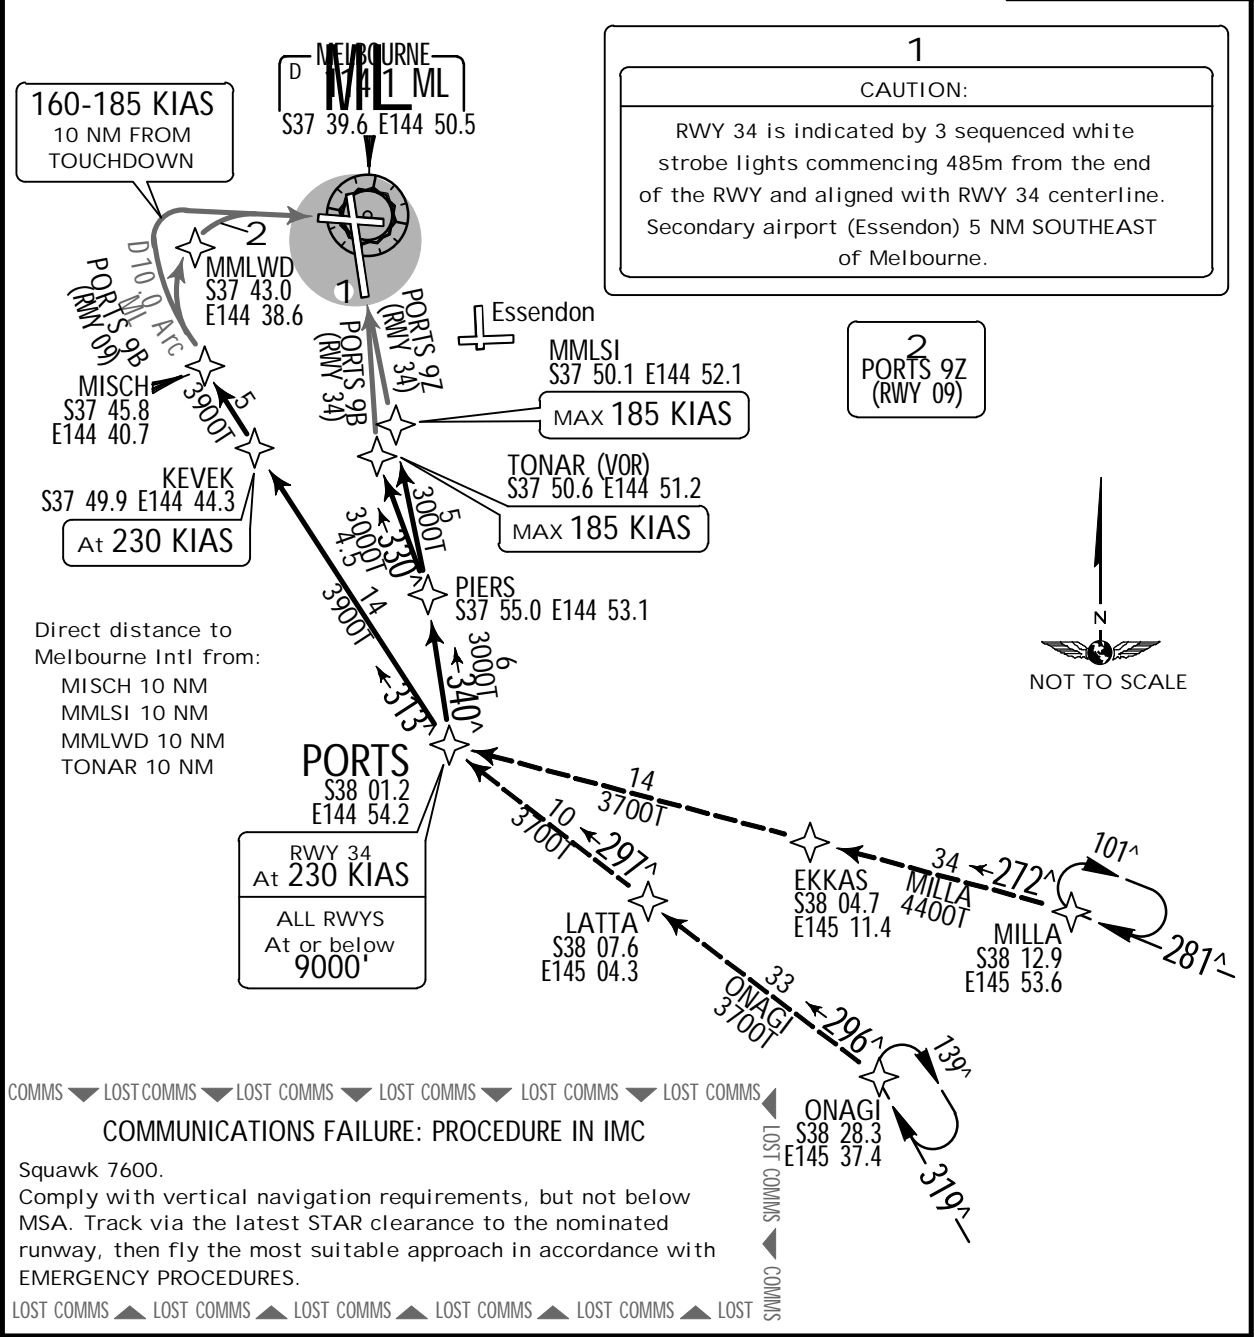 MELBOURNE
D 114.1 ML
ML
S37 39.6 E144 50.5
160-185 KIAS
10 NM FROM
TOUCHDOWN
1
CAUTION:
RWY 34 is indicated by 3 sequenced white
strobe lights commencing 485m from the end
of the RWY and aligned with RWY 34 centerline.
Secondary airport (Essendon) 5 NM SOUTHEAST
of Melbourne.
2
MMLWD
S37 43.0
E144 38.6
D10.0 ML Arc
PORTS 9B
(RWY 09)
1
PORTS 9B
(RWY 34)
PORTS 9Z
(RWY 34)
Essendon
2
PORTS 9Z
(RWY 09)
MISCH
S37 45.8
E144 40.7
5
3900T
MMLSI
S37 50.1 E144 52.1
MAX 185 KIAS
KEVEK
S37 49.9 E144 44.3
At 230 KIAS
TONAR (VOR)
S37 50.6 E144 51.2
MAX 185 KIAS
5
3000T
330^
3000T
4.5
PIERS
S37 55.0 E144 53.1
14
3900T
313^
6
3000T
340^
Direct distance to
Melbourne Intl from:
MISCH 10 NM
MMLSI 10 NM
MMLWD 10 NM
TONAR 10 NM
N
NOT TO SCALE
PORTS
S38 01.2
E144 54.2
RWY 34
At 230 KIAS
ALL RWYS
At or below
9000'
14
3700T
10
297^
3700T
EKKAS
S38 04.7
E145 11.4
34
272^
MILLA
4400T
101^
MILLA
S38 12.9
E145 53.6
281^
LATTA
S38 07.6
E145 04.3
33
296^
ONAGI
3700T
139^
ONAGI
S38 28.3
E145 37.4
319^
COMMS LOST COMMS LOST COMMS LOST COMMS LOST COMMS LOST COMMS
LOST COMMS
COMMS
COMMUNICATIONS FAILURE: PROCEDURE IN IMC
Squawk 7600.
Comply with vertical navigation requirements, but not below
MSA. Track via the latest STAR clearance to the nominated
runway, then fly the most suitable approach in accordance with
EMERGENCY PROCEDURES.
LOST COMMS LOST COMMS LOST COMMS LOST COMMS LOST COMMS LOST